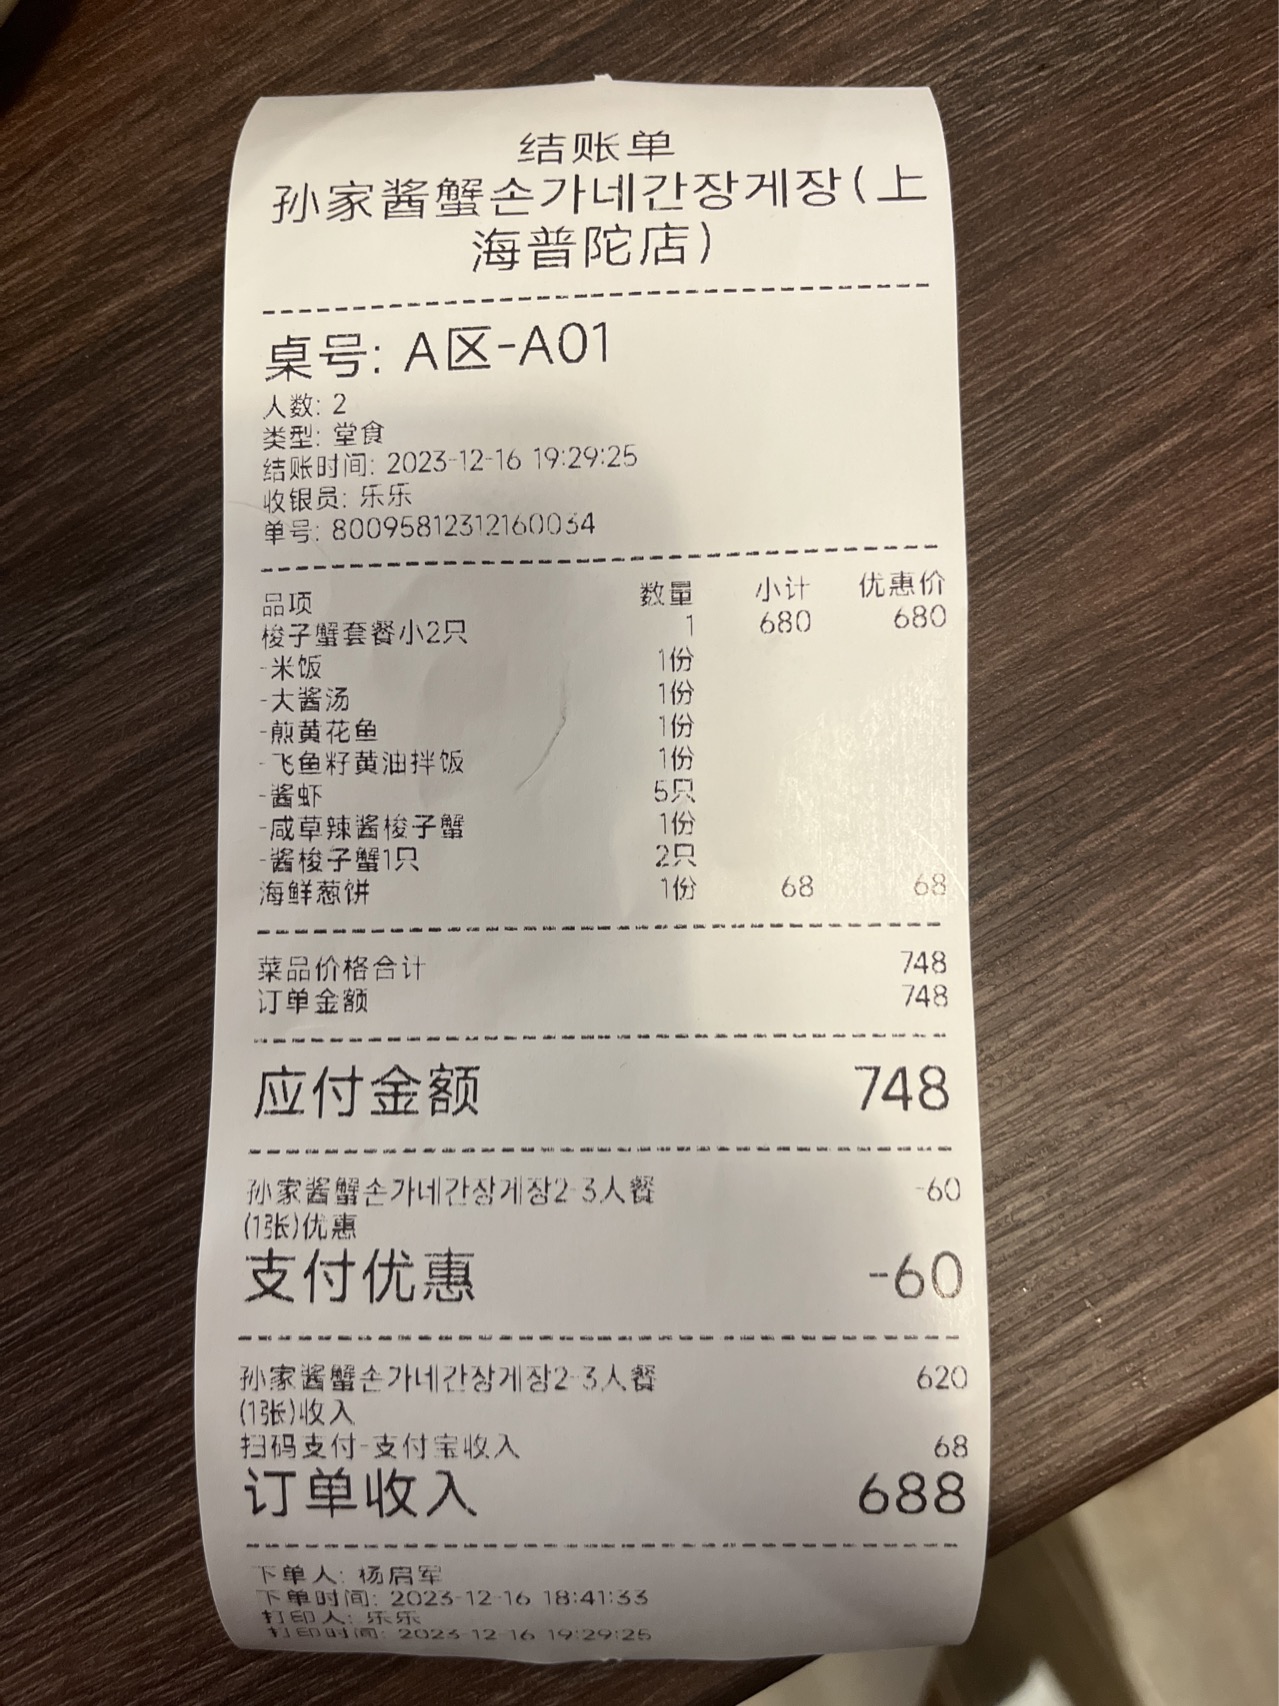 结账单
孙家酱蟹손가네간장게장(上
海普陀店)
桌号: A区-A01
人数: 2
类型: 堂食
结账时间: 2023-12-16 19:29:25
收银员: 乐乐
单号: 80095812312160034
品项 数量 小计 优惠价
梭子蟹套餐小2只 1 680 680
-米饭 1份
-大酱汤 1份
-煎黄花鱼 1份
-飞鱼籽黄油拌饭 1份
-酱虾 5只
-咸草辣酱梭子蟹 1份
-酱梭子蟹1只 2只
海鲜葱饼 1份 68 68
菜品价格合计 748
订单金额 748
应付金额 748
孙家酱蟹손가네간장게장2-3人餐 -60
(1张)优惠
支付优惠 -60
孙家酱蟹손가네간장게장2-3人餐 620
(1张)收入
扫码支付-支付宝收入 68
订单收入 688
下单人: 杨启军
下单时间: 2023-12-16 18:41:33
打印人: 乐乐
打印时间: 2023-12-16 19:29:25